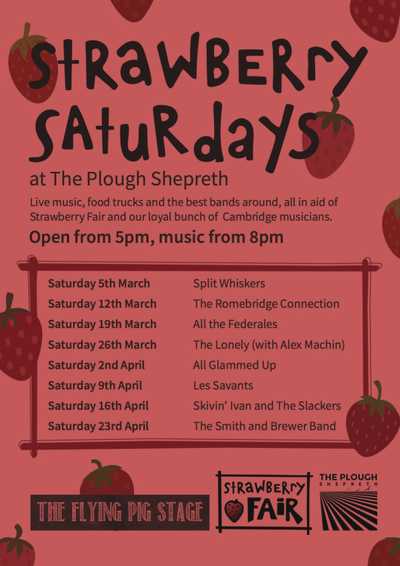 Strawberry
Saturdays
at The Plough Shepreth
Live music, food trucks and the best bands around, all in aid of
Strawberry Fair and our loyal bunch of Cambridge musicians.
Open from 5pm, music from 8pm
Saturday 5th March Split Whiskers
Saturday 12th March The Romebridge Connection
Saturday 19th March All the Federales
Saturday 26th March The Lonely (with Alex Machin)
Saturday 2nd April All Glammed Up
Saturday 9th April Les Savants
Saturday 16th April Skivin' Ivan and The Slackers
Saturday 23rd April The Smith and Brewer Band
THE FLYING PIG STAGE
STRAWBERRY
FAIR
THE PLOUGH
SHEPRETH